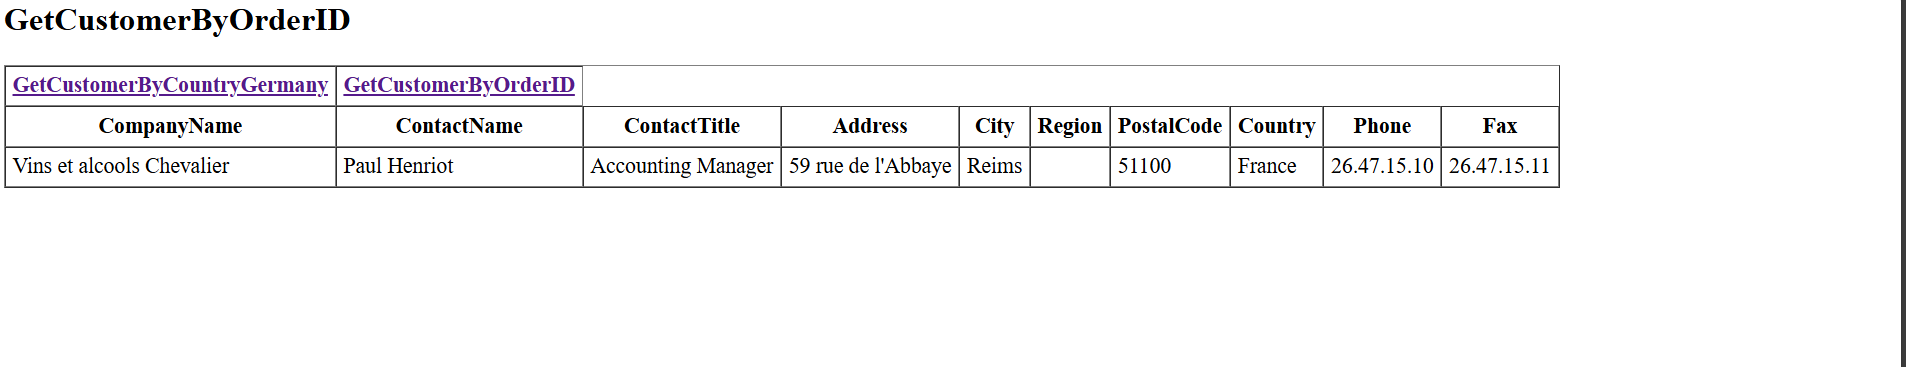 GetCustomerByOrderID
GetCustomerByCountryGermany GetCustomerByOrderID
CompanyName ContactName ContactTitle Address City Region PostalCode Country Phone Fax
Vins et alcools Chevalier Paul Henriot Accounting Manager 59 rue de l'Abbaye Reims 51100 France 26.47.15.10 26.47.15.11